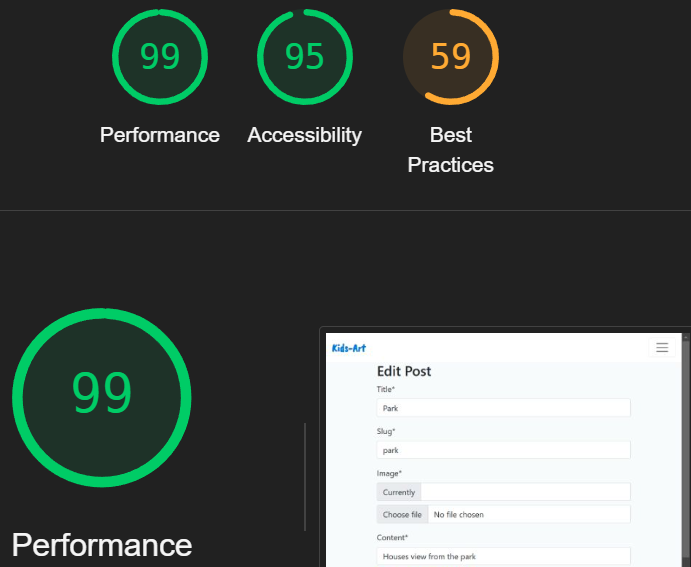 99
95
59
Performance
Accessibility
Best
Practices
99
Performance
Kids-Art
Edit Post
Title*
Park
Slug*
park
Image*
Currently
Choose file No file chosen
Content*
Houses view from the park